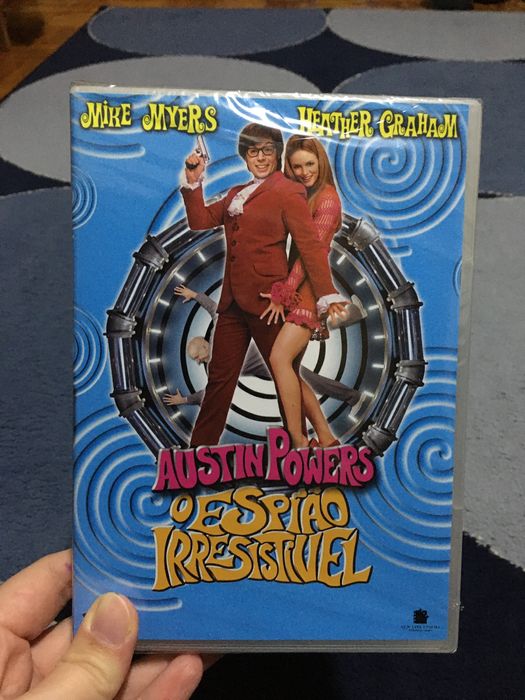 MIKE MYERS
HEATHER GRAHAM
AUSTIN POWERS
O ESPIÃO
IRRESISTÍVEL